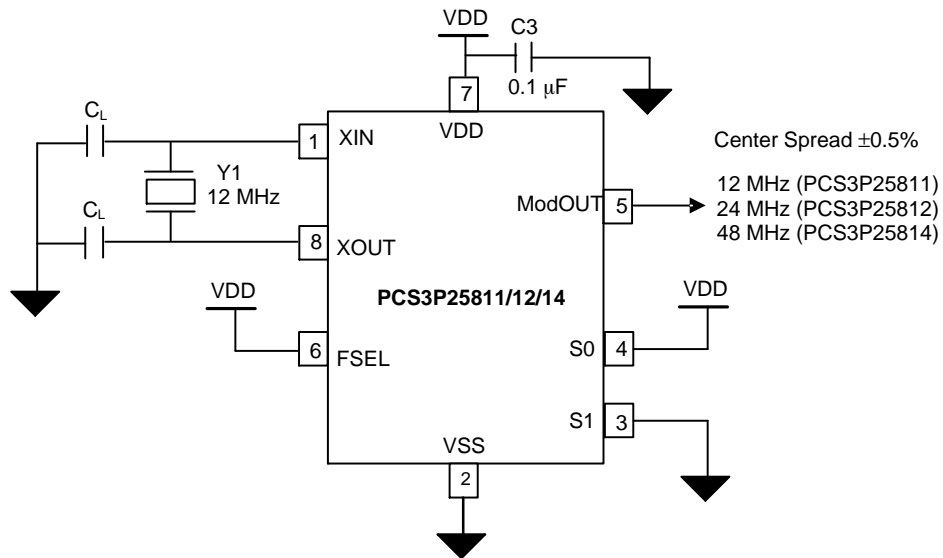 VDD
C3
0.1 µF
7
VDD
CL
1
XIN
Y1
12 MHz
CL
8
XOUT
VDD
6
FSEL
PCS3P25811/12/14
ModOUT
5
Center Spread ±0.5%
12 MHz (PCS3P25811)
24 MHz (PCS3P25812)
48 MHz (PCS3P25814)
VDD
S0
4
S1
3
VSS
2